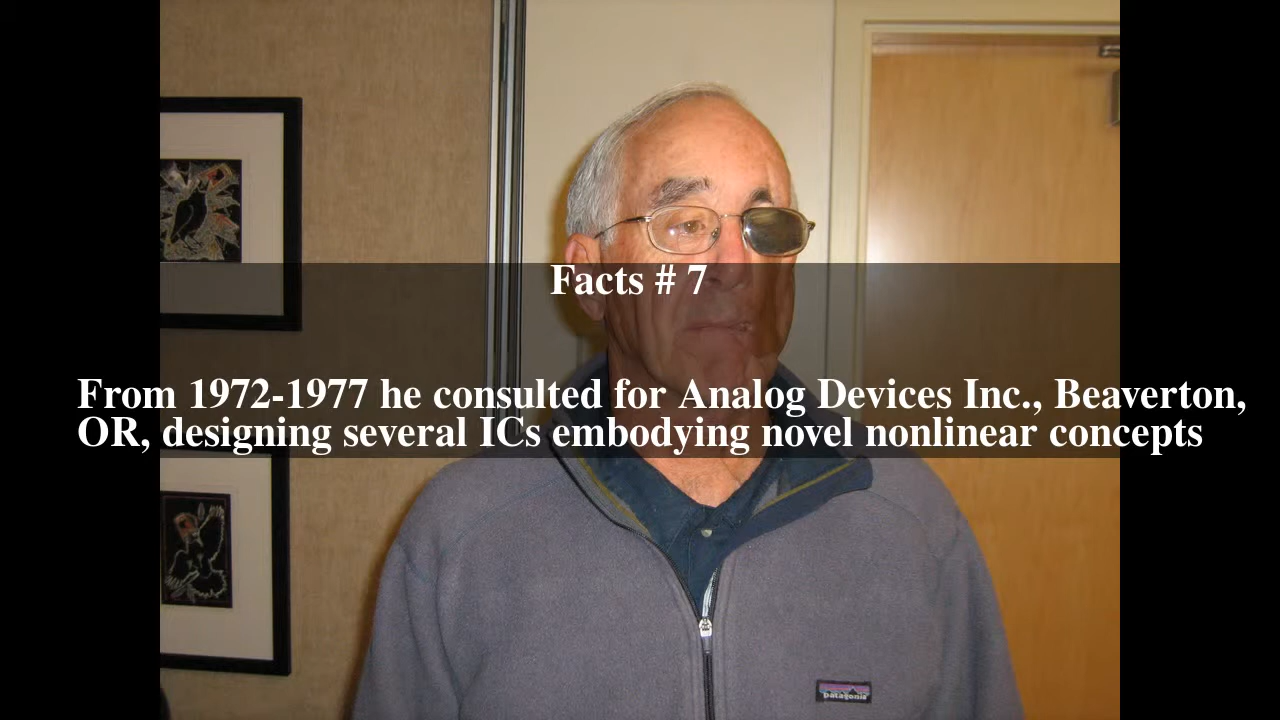 Facts # 7
From 1972-1977 he consulted for Analog Devices Inc., Beaverton,
OR, designing several ICs embodying novel nonlinear concepts
patagonia